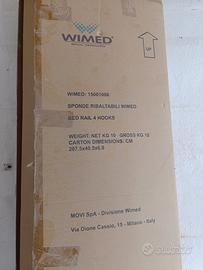 WIMED
UP
WIMED: 15001006
SPONDE RIBALTABILI WIMED
BED RAIL 4 HOOKS
WEIGHT: NET KG 10 GROSS KG 10
CARTON DIMENSIONS: CM
MOVI SpA - Divisione Wimed
Via Dione Cassio, 15 - Milano - Italy
subito